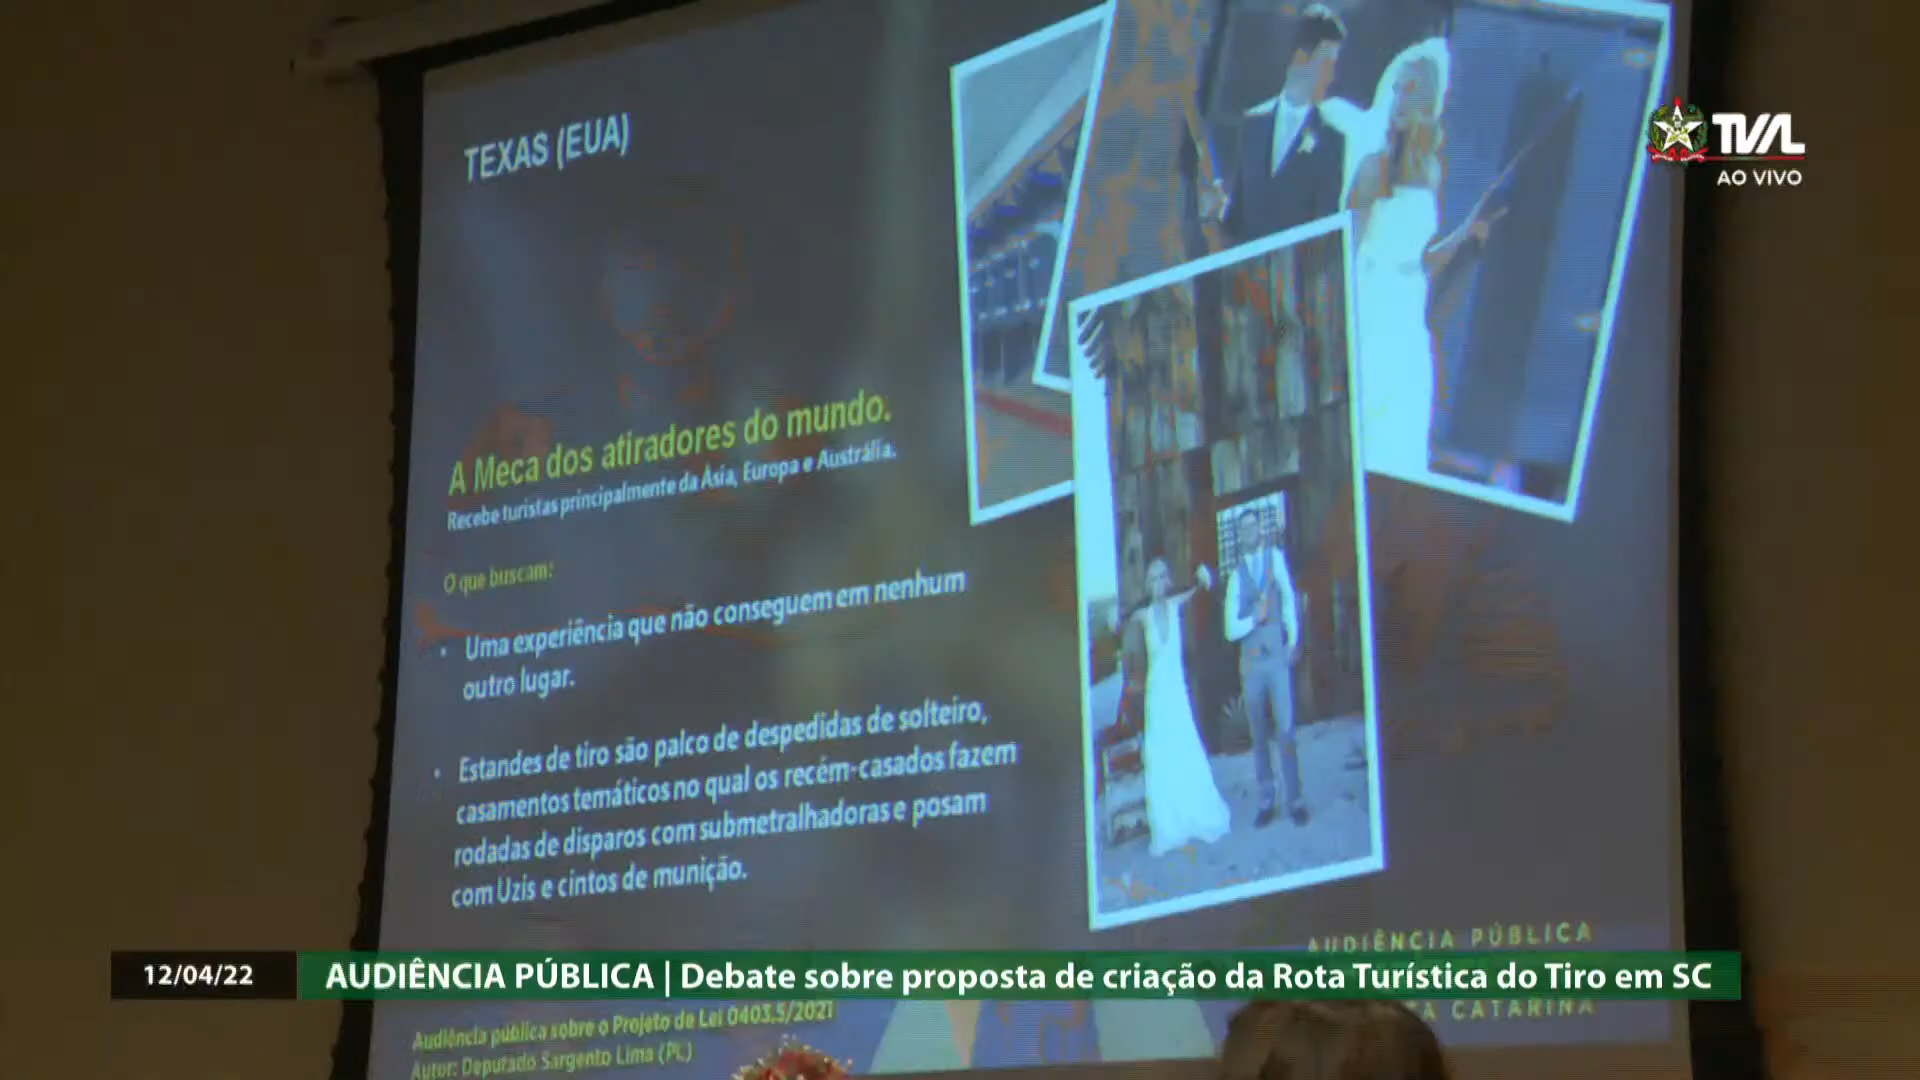 TEXAS (EUA)
TVAL
AO VIVO
A Meca dos atiradores do mundo.
Recebe turistas principalmente da Ásia, Europa e Austrália.
O que buscam:
• Uma experiência que não conseguem em nenhum
outro lugar.
• Estandes de tiro são palco de despedidas de solteiro,
casamentos temáticos no qual os recém-casados fazem
rodadas de disparos com submetralhadoras e posam
com Uzis e cintos de munição.
AUDIÊNCIA PÚBLICA
12/04/22
AUDIÊNCIA PÚBLICA | Debate sobre proposta de criação da Rota Turística do Tiro em SC
CATARINA
Audiência pública sobre o Projeto de Lei 0403.5/2021
Autor: Deputado Sargento Lima (PL)